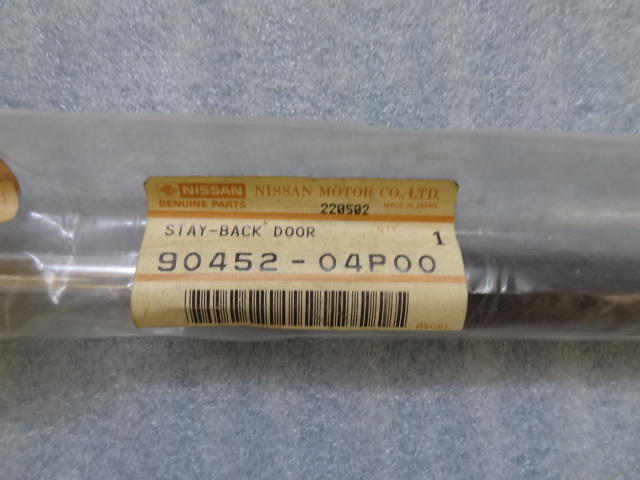 NISSAN NISSAN MOTOR CO., LTD.
GENUINE PARTS 220502 MADE IN JAPAN
STAY-BACK DOOR QTY 1
90452-04P00